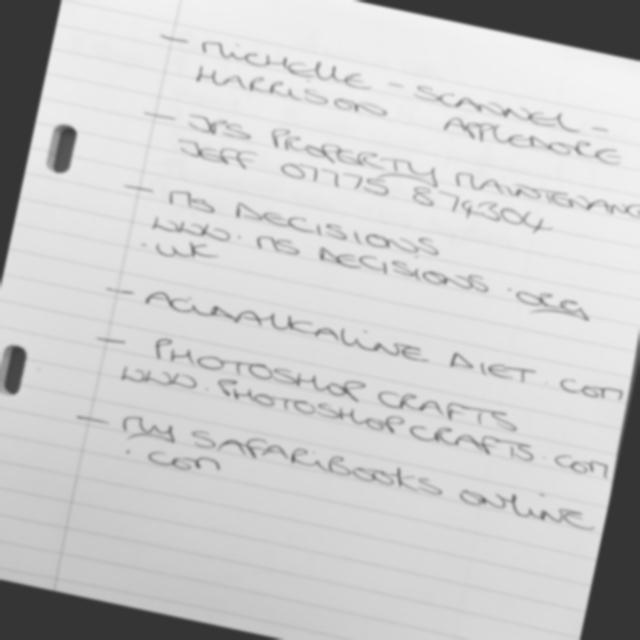 - MICHELLE - SCANNEL -
HARRISON APPLEDORE
- JFS PROPERTY MAINTENANC
JEFF 07775 874304
- MS DECISIONS
WWW.MS DECISIONS.ORG
.UK
- ACIDALKALINE DIET.COM
- PHOTOSHOP CRAFTS
WWW.PHOTOSHOPCRAFTS.COM
- MY SAFARIBOOKS ONLINE
.COM